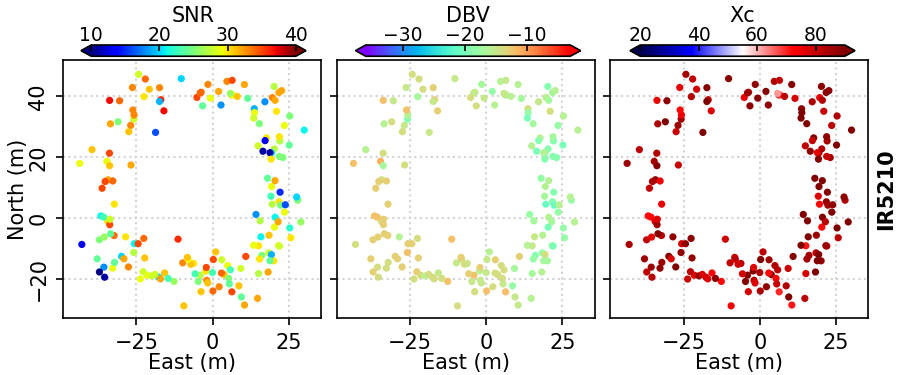 SNR DBV Xc
10 20 30 40 −30 −20 −10 20 40 60 80
40
20
0
−20
North (m)
IR5210
−25 0 25 −25 0 25 −25 0 25
East (m) East (m) East (m)